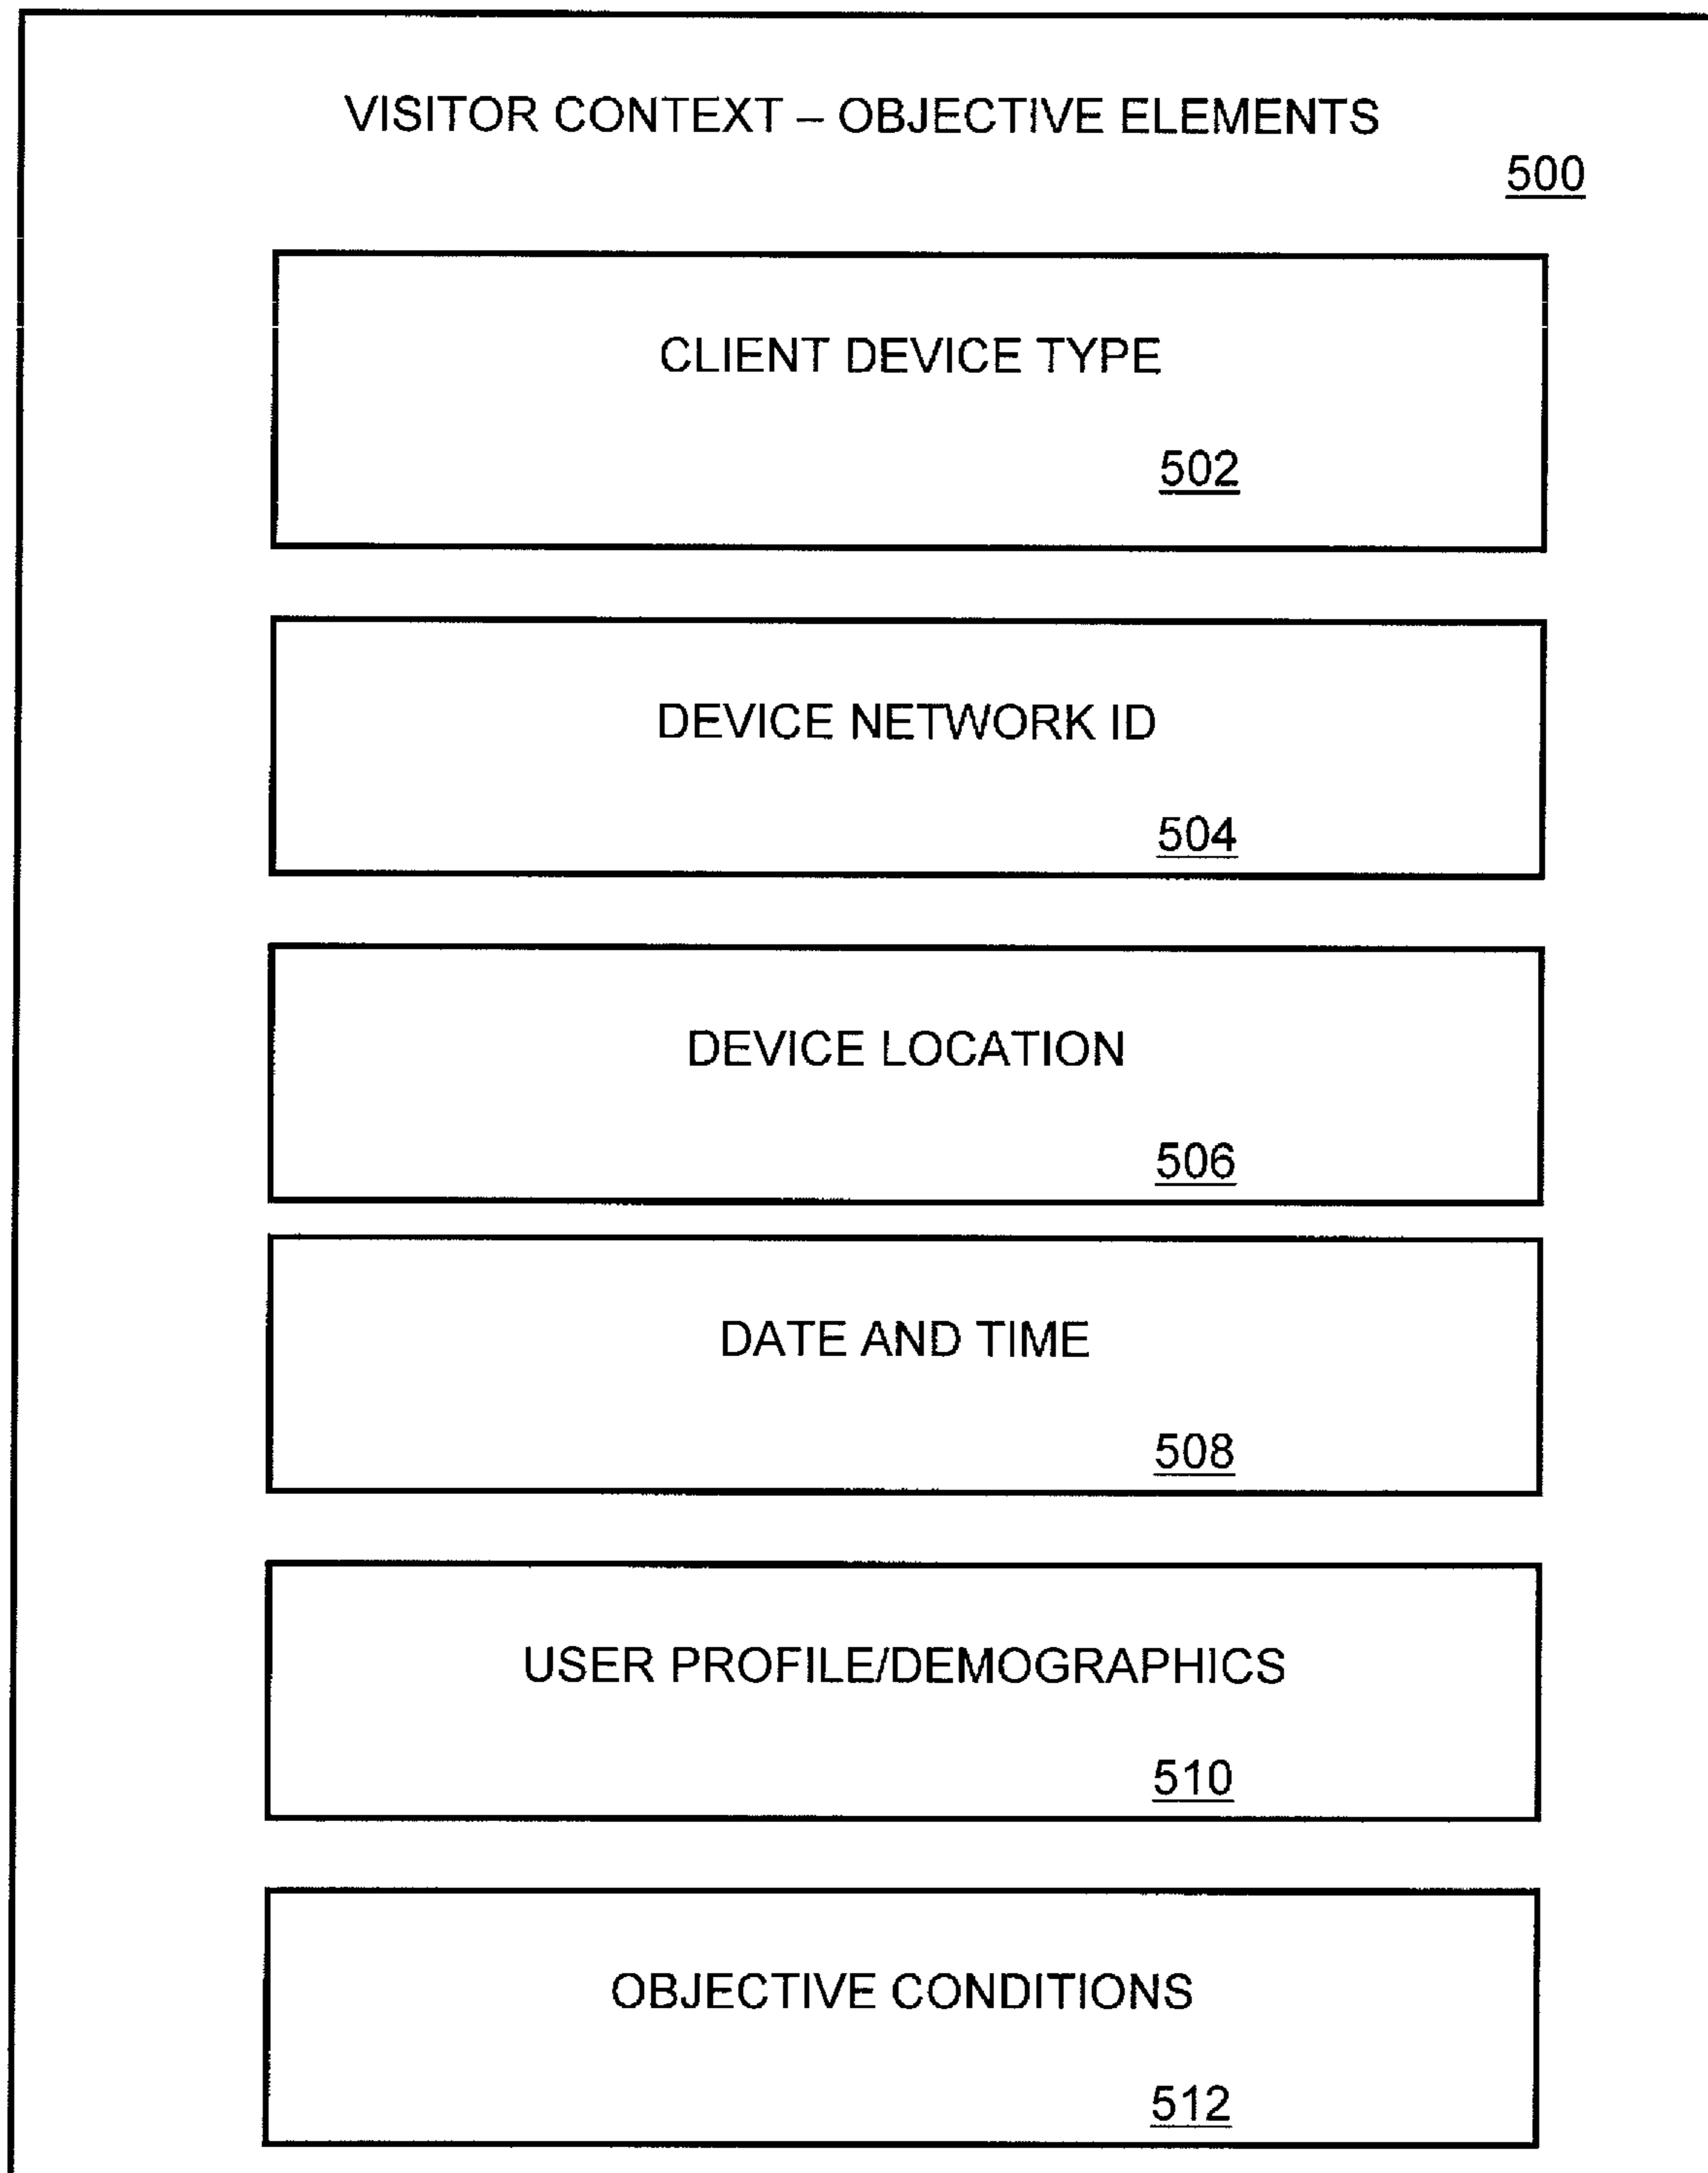 VISITOR CONTEXT – OBJECTIVE ELEMENTS
500
CLIENT DEVICE TYPE
502
DEVICE NETWORK ID
504
DEVICE LOCATION
506
DATE AND TIME
508
USER PROFILE/DEMOGRAPHICS
510
OBJECTIVE CONDITIONS
512